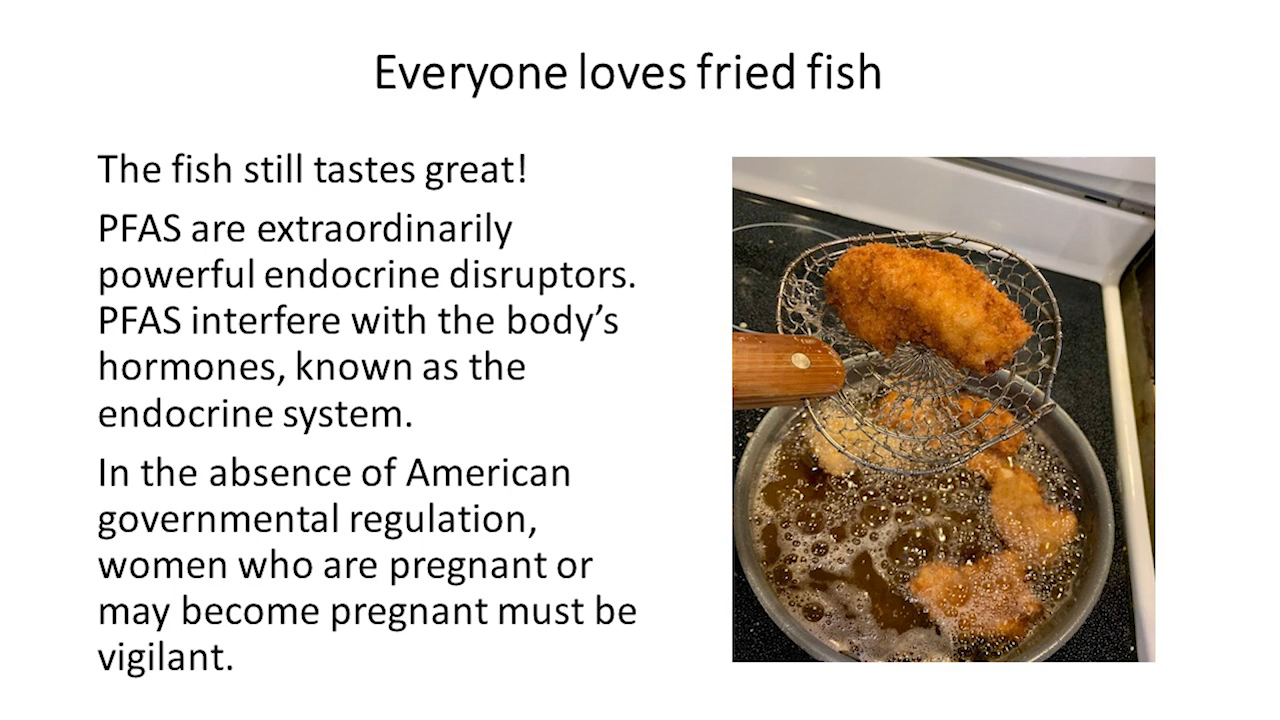 Everyone loves fried fish
The fish still tastes great!
PFAS are extraordinarily
powerful endocrine disruptors.
PFAS interfere with the body’s
hormones, known as the
endocrine system.
In the absence of American
governmental regulation,
women who are pregnant or
may become pregnant must be
vigilant.